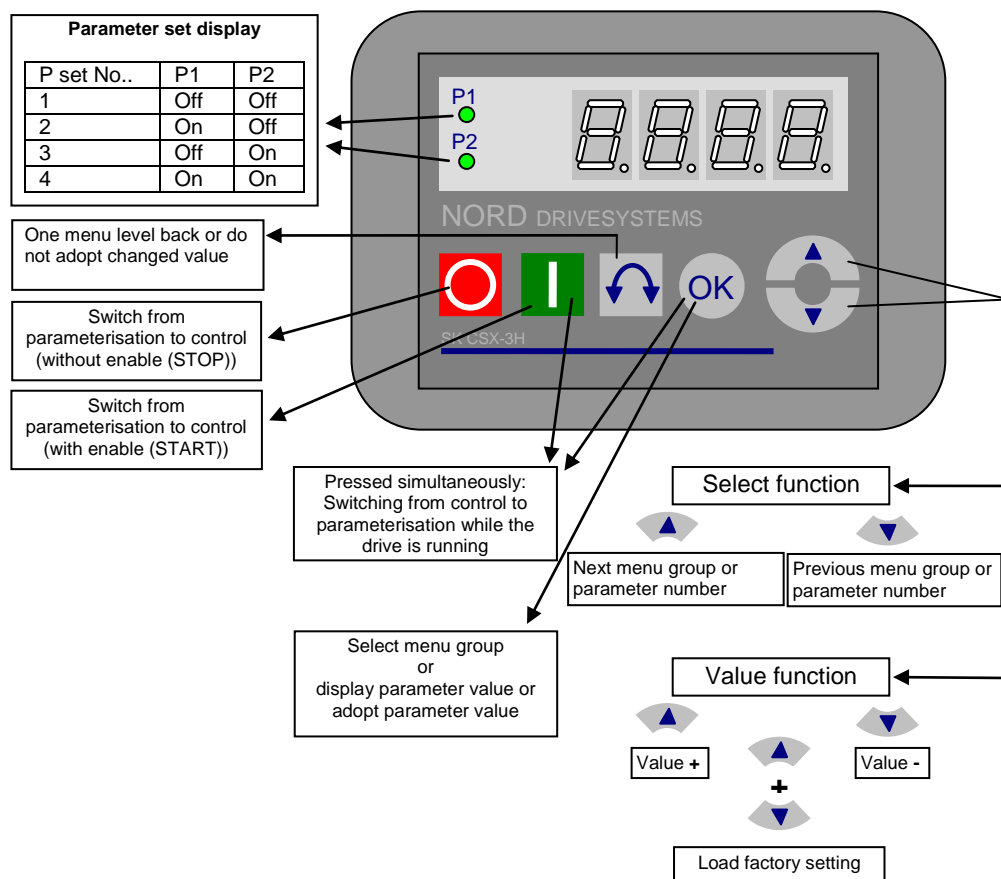 Parameter set display
P set No.. P1 P2
1 Off Off
2 On Off
3 Off On
4 On On
P1
P2
8.8.8.8.
NORD DRIVESYSTEMS
OK
SK CSX-3H
One menu level back or do
not adopt changed value
Switch from
parameterisation to control
(without enable (STOP))
Switch from
parameterisation to control
(with enable (START))
Pressed simultaneously:
Switching from control to
parameterisation while the
drive is running
Select menu group
or
display parameter value or
adopt parameter value
Select function
Next menu group or
parameter number
Previous menu group or
parameter number
Value function
Value +
Value -
+
Load factory setting